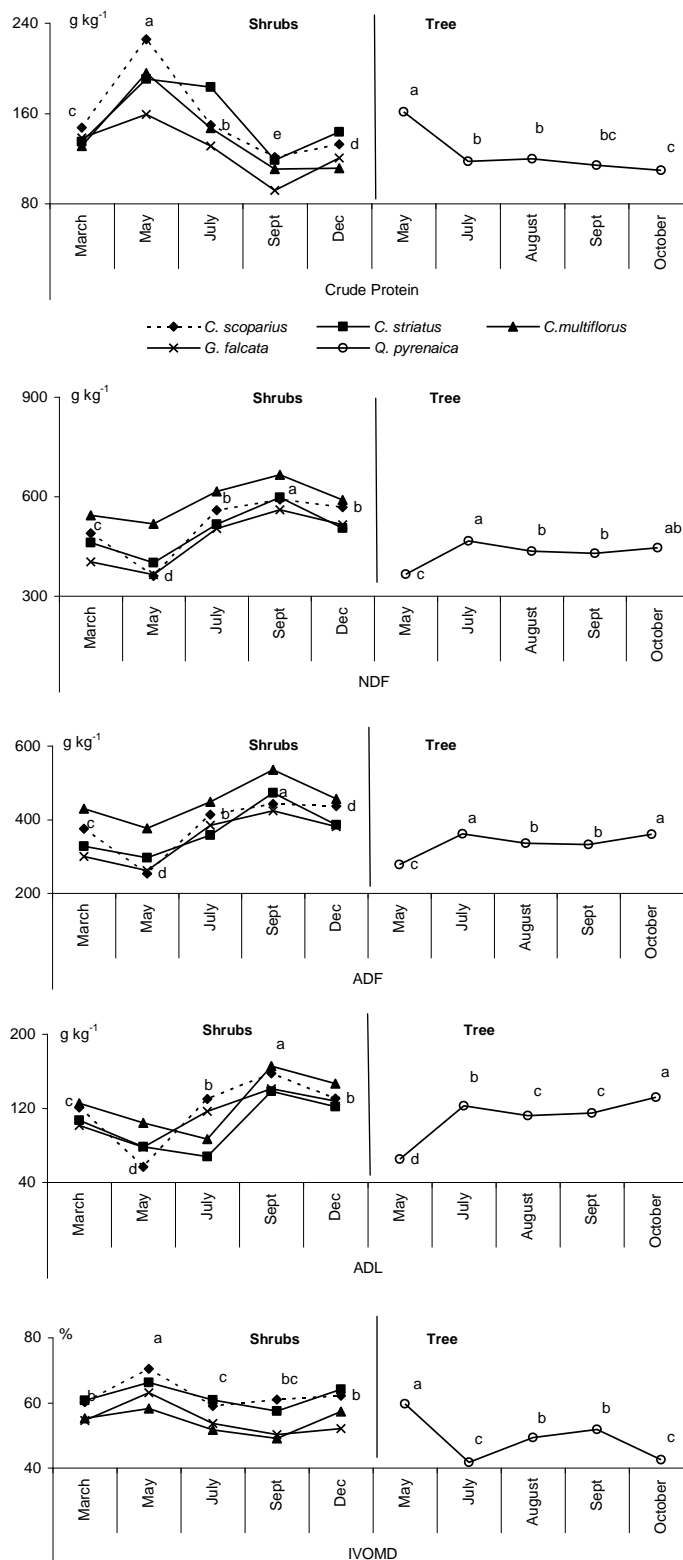 g kg-1
240
160
80
Shrubs Tree
a
c
b
e
d
a
b
b
bc
c
March May July Sept Dec May July August Sept October
Crude Protein
C. scoparius C. striatus C.multiflorus
G. falcata Q. pyrenaica
900
600
300
g kg-1
Shrubs Tree
c
d
b
a
b
c
a
b
b
ab
March May July Sept Dec May July August Sept October
NDF
600
400
200
g kg-1
Shrubs Tree
c
d
b
a
d
c
a
b
b
a
March May July Sept Dec May July August Sept October
ADF
200
120
40
g kg-1
Shrubs Tree
c
d
b
a
b
d
b
c
c
a
March May July Sept Dec May July August Sept October
ADL
80
60
40
%
Shrubs Tree
b
a
c
bc
b
a
c
b
b
c
March May July Sept Dec May July August Sept October
IVOMD